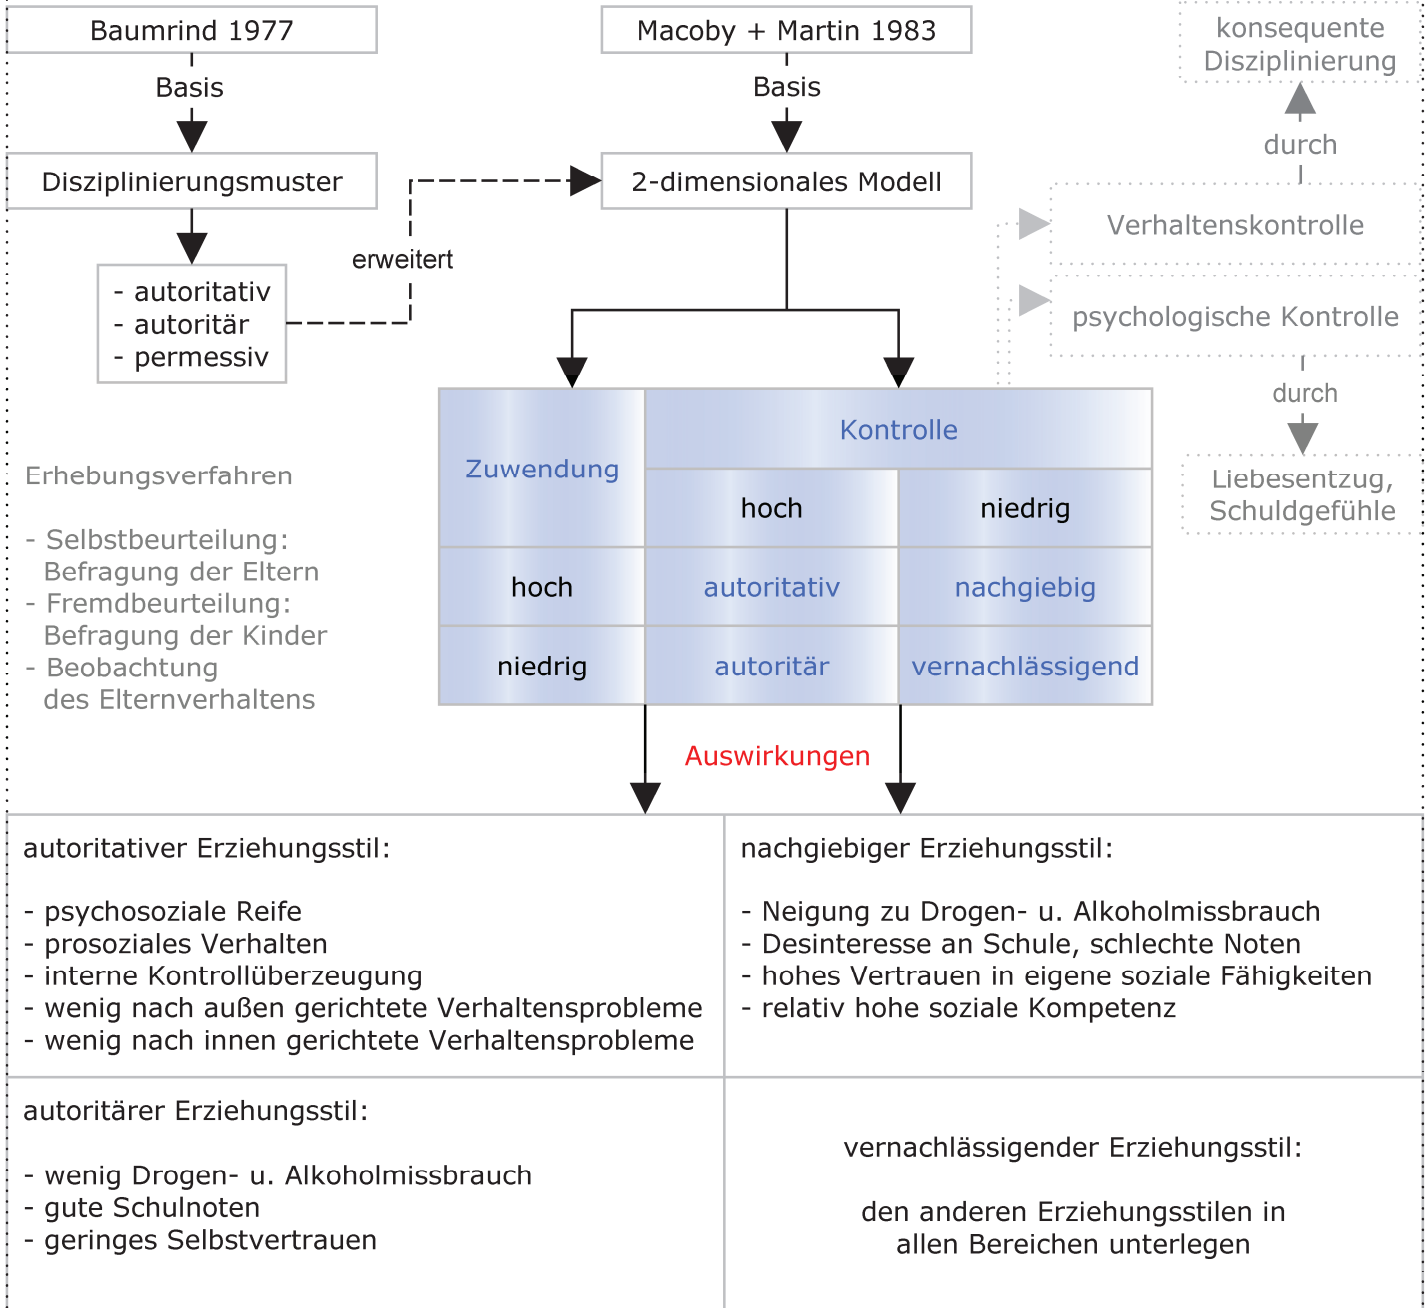 Baumrind 1977
Macoby + Martin 1983
konsequente
Disziplinierung
Basis
Basis
durch
Disziplinierungsmuster
2-dimensionales Modell
Verhaltenskontrolle
erweitert
- autoritativ
- autoritär
- permessiv
psychologische Kontrolle
durch
Liebesentzug,
Schuldgefühle
Erhebungsverfahren
- Selbstbeurteilung:
Befragung der Eltern
- Fremdbeurteilung:
Befragung der Kinder
- Beobachtung
des Elternverhaltens
Zuwendung
Kontrolle
hoch
niedrig
hoch
autoritativ
nachgiebig
niedrig
autoritär
vernachlässigend
Auswirkungen
autoritativer Erziehungsstil:
- psychosoziale Reife
- prosoziales Verhalten
- interne Kontrollüberzeugung
- wenig nach außen gerichtete Verhaltensprobleme
- wenig nach innen gerichtete Verhaltensprobleme
nachgiebiger Erziehungsstil:
- Neigung zu Drogen- u. Alkoholmissbrauch
- Desinteresse an Schule, schlechte Noten
- hohes Vertrauen in eigene soziale Fähigkeiten
- relativ hohe soziale Kompetenz
autoritärer Erziehungsstil:
- wenig Drogen- u. Alkoholmissbrauch
- gute Schulnoten
- geringes Selbstvertrauen
vernachlässigender Erziehungsstil:
den anderen Erziehungsstilen in
allen Bereichen unterlegen